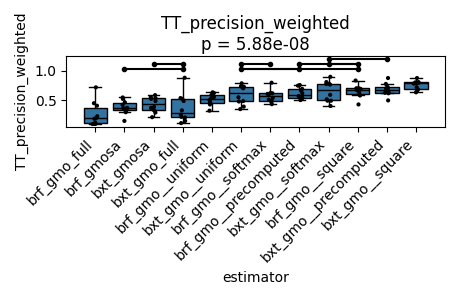 TT_precision_weighted
p = 5.88e-08
TT_precision_weighted
1.0
0.5
brf_gmo_full
brf_gmosa
bxt_gmosa
bxt_gmo_full
brf_gmo__uniform
bxt_gmo__uniform
brf_gmo__softmax
brf_gmo__precomputed
bxt_gmo__softmax
brf_gmo__square
bxt_gmo__precomputed
bxt_gmo__square
estimator